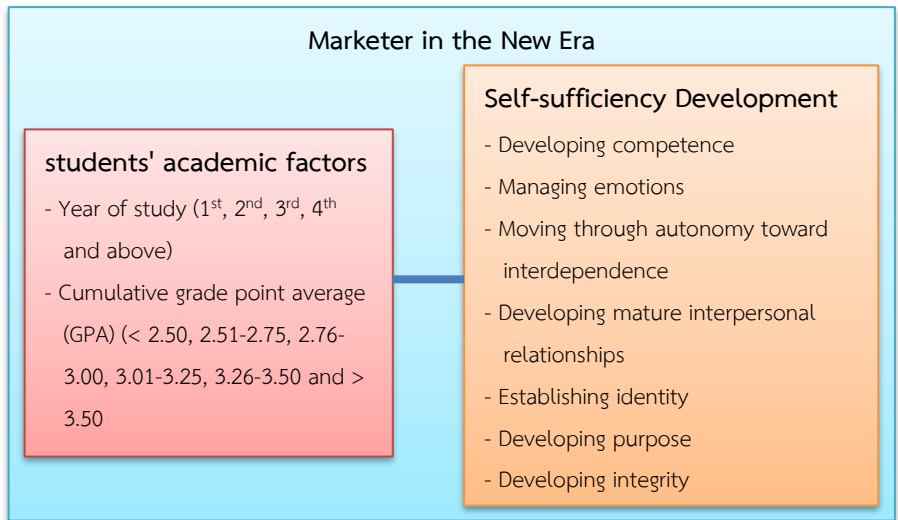 Marketer in the New Era
students' academic factors
- Year of study (1st, 2nd, 3rd, 4th
and above)
- Cumulative grade point average
(GPA) (< 2.50, 2.51-2.75, 2.76-
3.00, 3.01-3.25, 3.26-3.50 and >
3.50
Self-sufficiency Development
- Developing competence
- Managing emotions
- Moving through autonomy toward
interdependence
- Developing mature interpersonal
relationships
- Establishing identity
- Developing purpose
- Developing integrity